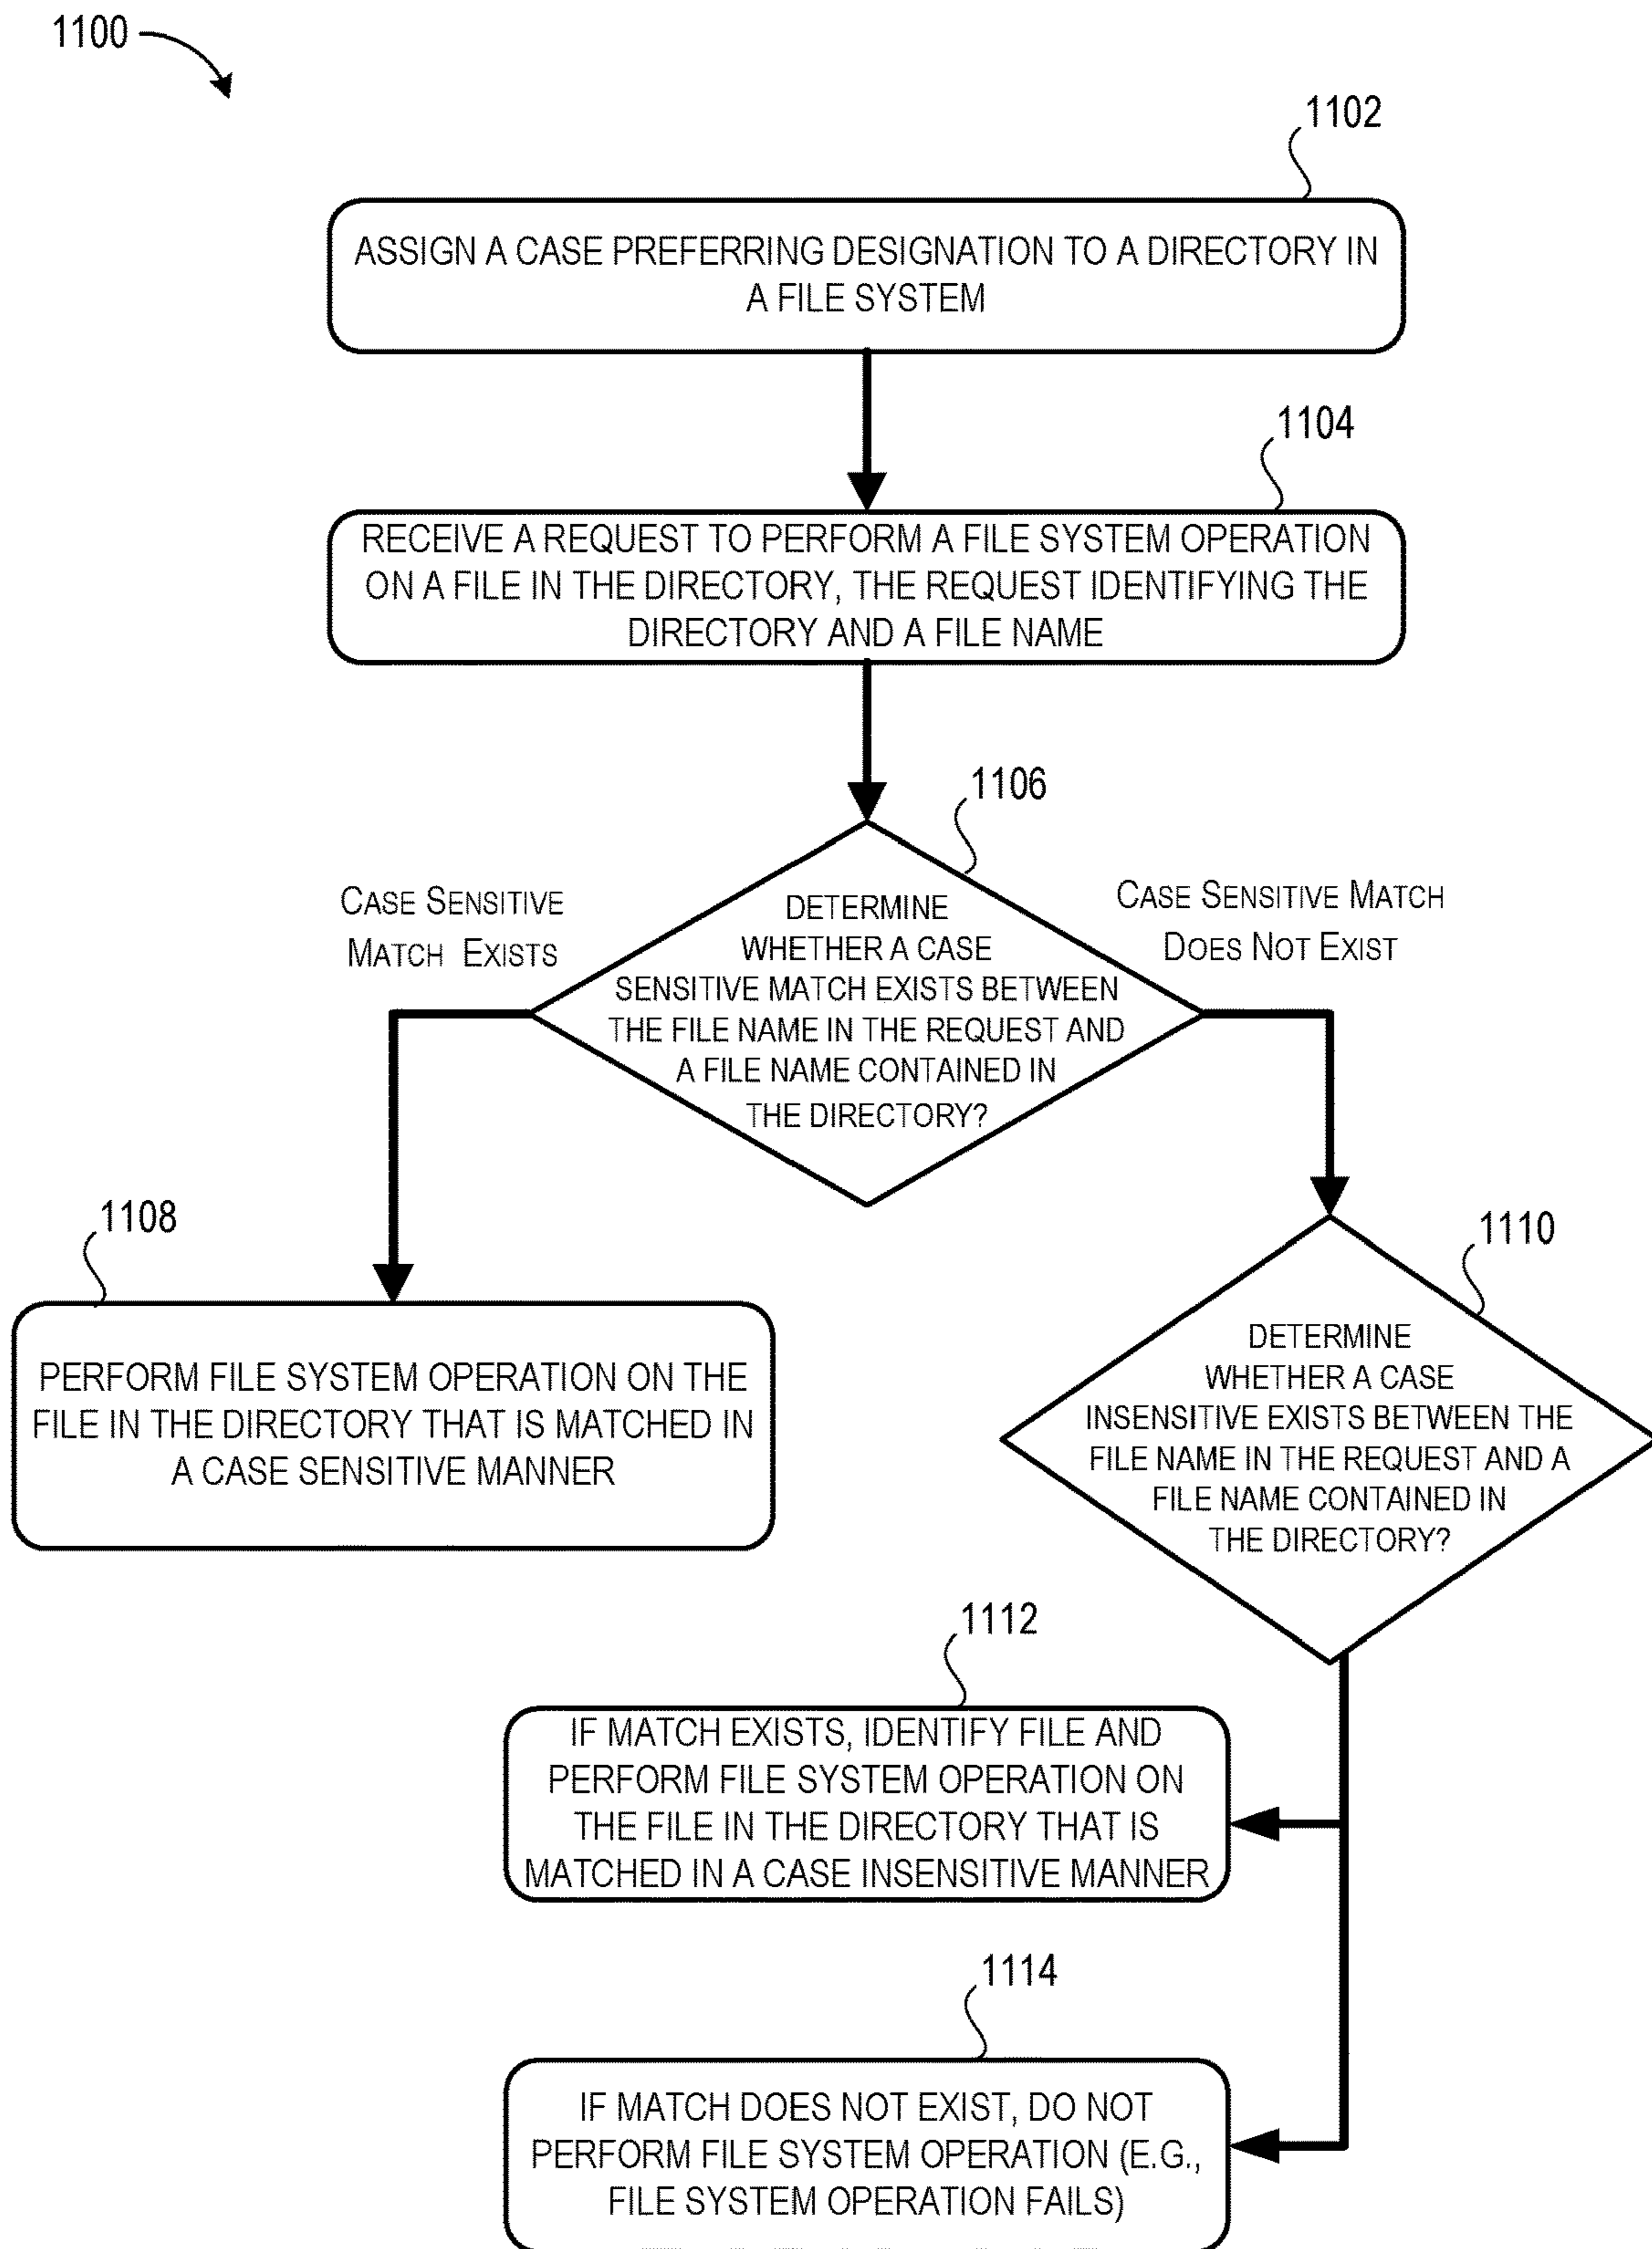 1100
1102
ASSIGN A CASE PREFERRING DESIGNATION TO A DIRECTORY IN
A FILE SYSTEM
1104
RECEIVE A REQUEST TO PERFORM A FILE SYSTEM OPERATION
ON A FILE IN THE DIRECTORY, THE REQUEST IDENTIFYING THE
DIRECTORY AND A FILE NAME
1106
CASE SENSITIVE
MATCH EXISTS
DETERMINE
WHETHER A CASE
SENSITIVE MATCH EXISTS BETWEEN
THE FILE NAME IN THE REQUEST AND
A FILE NAME CONTAINED IN
THE DIRECTORY?
CASE SENSITIVE MATCH
DOES NOT EXIST
1108
PERFORM FILE SYSTEM OPERATION ON THE
FILE IN THE DIRECTORY THAT IS MATCHED IN
A CASE SENSITIVE MANNER
1110
DETERMINE
WHETHER A CASE
INSENSITIVE EXISTS BETWEEN THE
FILE NAME IN THE REQUEST AND A
FILE NAME CONTAINED IN
THE DIRECTORY?
1112
IF MATCH EXISTS, IDENTIFY FILE AND
PERFORM FILE SYSTEM OPERATION ON
THE FILE IN THE DIRECTORY THAT IS
MATCHED IN A CASE INSENSITIVE MANNER
1114
IF MATCH DOES NOT EXIST, DO NOT
PERFORM FILE SYSTEM OPERATION (E.G.,
FILE SYSTEM OPERATION FAILS)